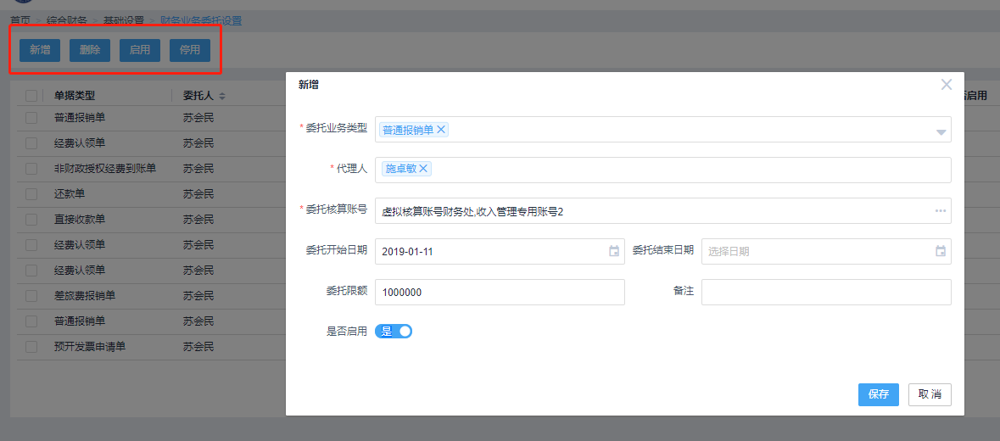 首页 > 综合财务 > 基础设置 > 财务业务委托设置
新增 删除 启用 停用
单据类型 委托人
启用
普通报销单 苏会民
经费认领单 苏会民
非财政授权经费到账单 苏会民
还款单 苏会民
直接收款单 苏会民
经费认领单 苏会民
经费认领单 苏会民
差旅费报销单 苏会民
普通报销单 苏会民
预开发票申请单 苏会民
新增
* 委托业务类型 普通报销单
* 代理人 施卓敏
* 委托核算账号 虚拟核算账号财务处,收入管理专用账号2
委托开始日期 2019-01-11 委托结束日期 选择日期
委托限额 1000000 备注
是否启用 是
保存 取消